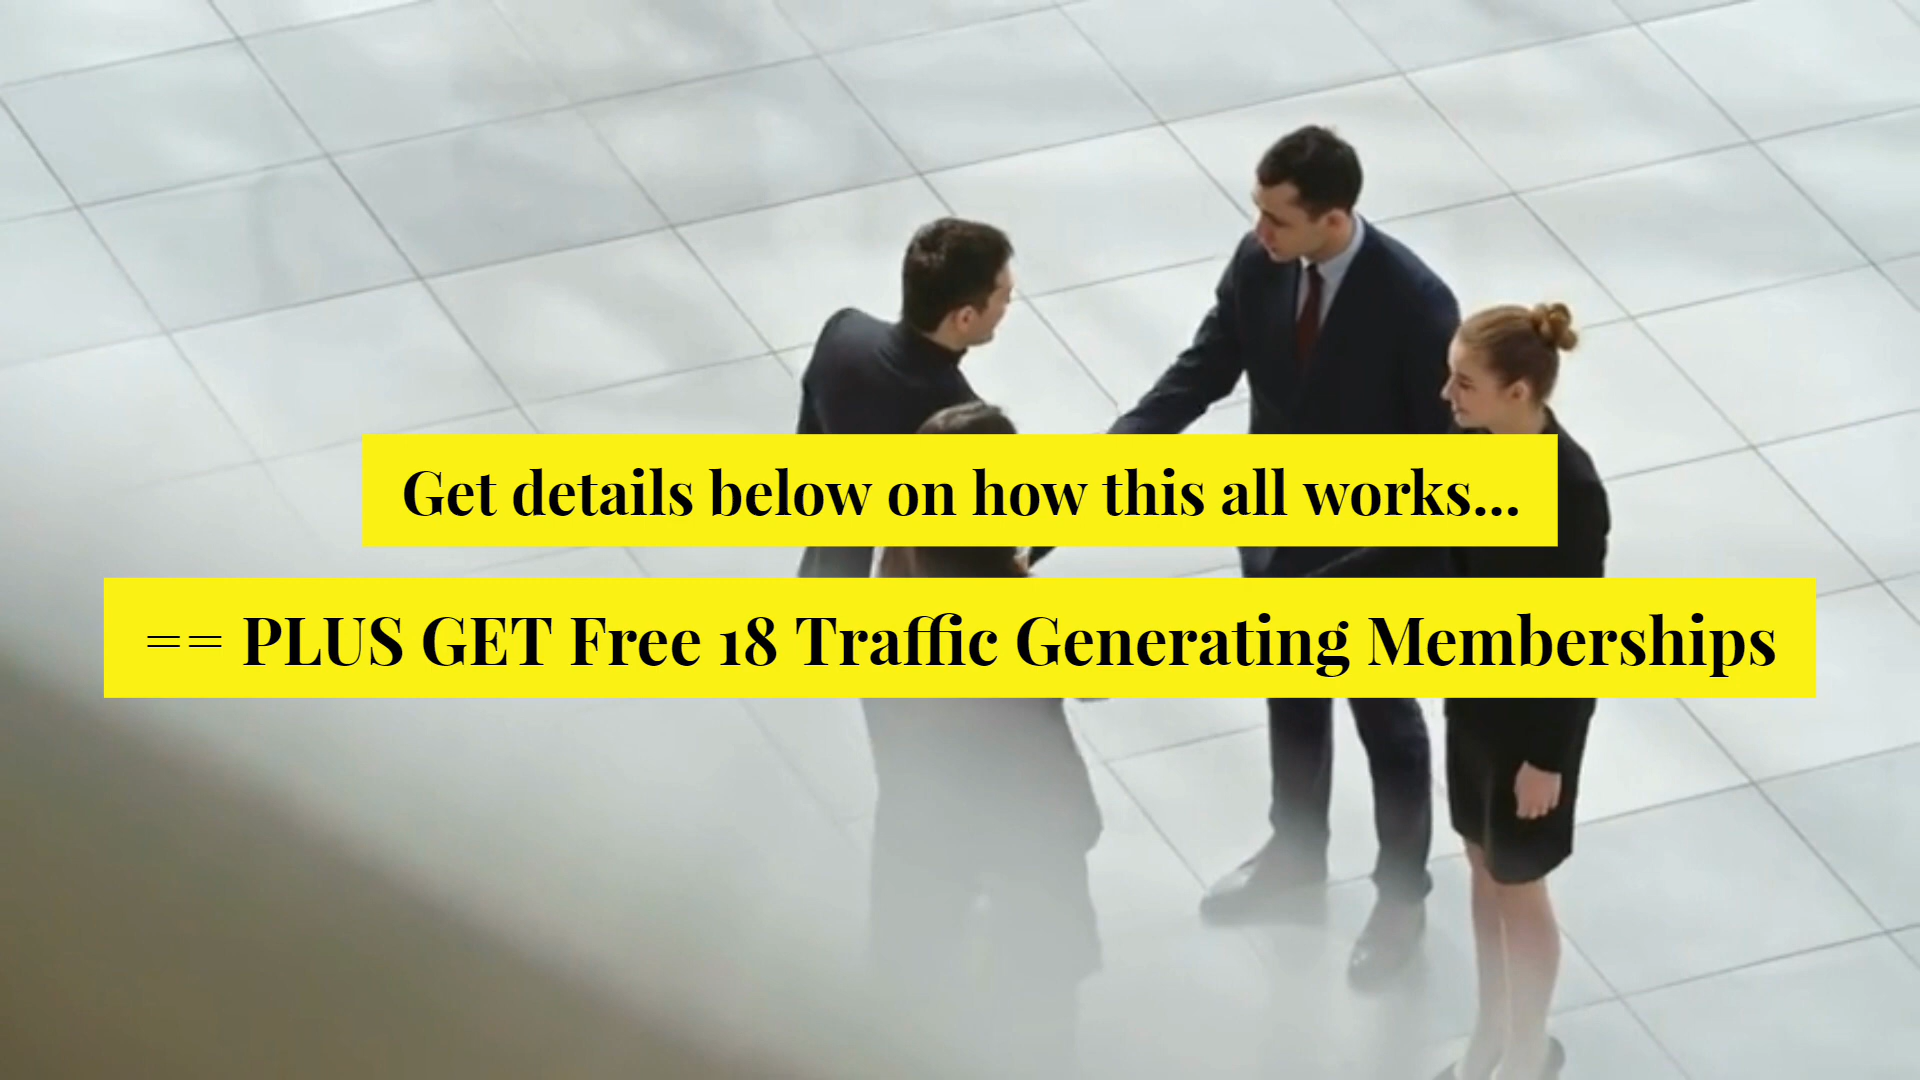 Get details below on how this all works...
== PLUS GET Free 18 Traffic Generating Memberships